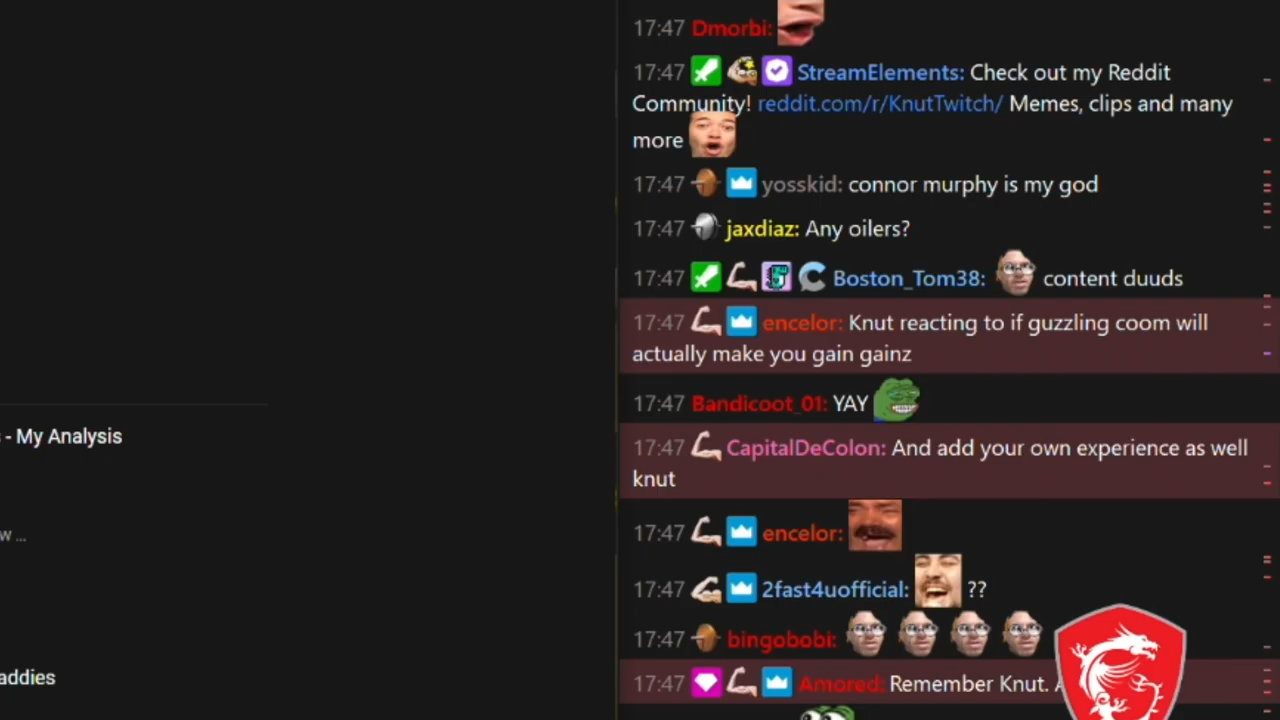 17:47 Dmorbi:
17:47 StreamElements: Check out my Reddit
Community! reddit.com/r/KnutTwitch/ Memes, clips and many
more
17:47 yosskid: connor murphy is my god
17:47 jaxdiaz: Any oilers?
17:47 Boston_Tom38: content duuds
17:47 encelor: Knut reacting to if guzzling coom will
actually make you gain gainz
17:47 Bandicoot_01: YAY
- My Analysis
17:47 CapitalDeColon: And add your own experience as well
knut
17:47 encelor:
w ...
17:47 2fast4uofficial: ??
17:47 bingobobi:
addies
17:47 Amored: Remember Knut.